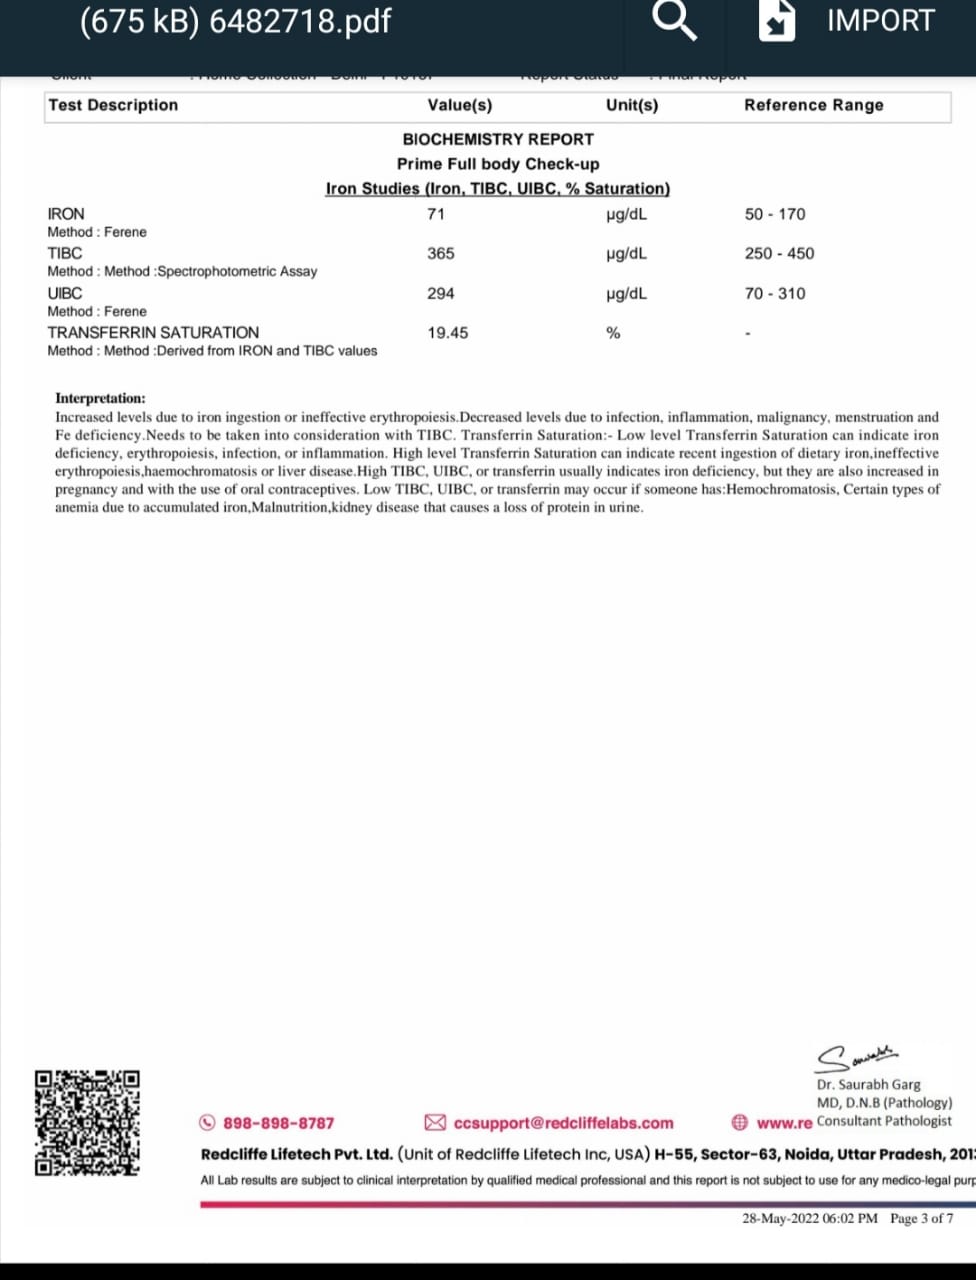 (675 kB) 6482718.pdf
IMPORT
Test Description Value(s) Unit(s) Reference Range
BIOCHEMISTRY REPORT
Prime Full body Check-up
Iron Studies (Iron, TIBC, UIBC, % Saturation)
IRON 71 µg/dL 50 - 170
Method : Ferene
TIBC 365 µg/dL 250 - 450
Method : Method :Spectrophotometric Assay
UIBC 294 µg/dL 70 - 310
Method : Ferene
TRANSFERRIN SATURATION 19.45 % -
Method : Method :Derived from IRON and TIBC values
Interpretation:
Increased levels due to iron ingestion or ineffective erythropoiesis.Decreased levels due to infection, inflammation, malignancy, menstruation and
Fe deficiency.Needs to be taken into consideration with TIBC. Transferrin Saturation:- Low level Transferrin Saturation can indicate iron
deficiency, erythropoiesis, infection, or inflammation. High level Transferrin Saturation can indicate recent ingestion of dietary iron,ineffective
erythropoiesis,haemochromatosis or liver disease.High TIBC, UIBC, or transferrin usually indicates iron deficiency, but they are also increased in
pregnancy and with the use of oral contraceptives. Low TIBC, UIBC, or transferrin may occur if someone has:Hemochromatosis, Certain types of
anemia due to accumulated iron,Malnutrition,kidney disease that causes a loss of protein in urine.
Dr. Saurabh Garg
MD, D.N.B (Pathology)
Consultant Pathologist
898-898-8787 ccsupport@redcliffelabs.com www.re
Redcliffe Lifetech Pvt. Ltd. (Unit of Redcliffe Lifetech Inc, USA) H-55, Sector-63, Noida, Uttar Pradesh, 201
All Lab results are subject to clinical interpretation by qualified medical professional and this report is not subject to use for any medico-legal purp
28-May-2022 06:02 PM Page 3 of 7